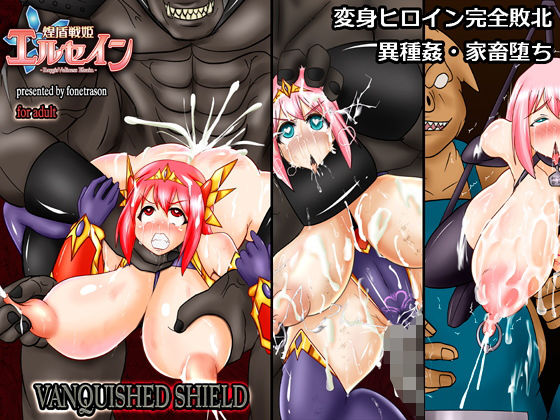 煌盾戦姫
エルセイン
presented by fonetrason
for adult
変身ヒロイン完全敗北
異種姦・家畜堕ち
VANQUISHED SHIELD